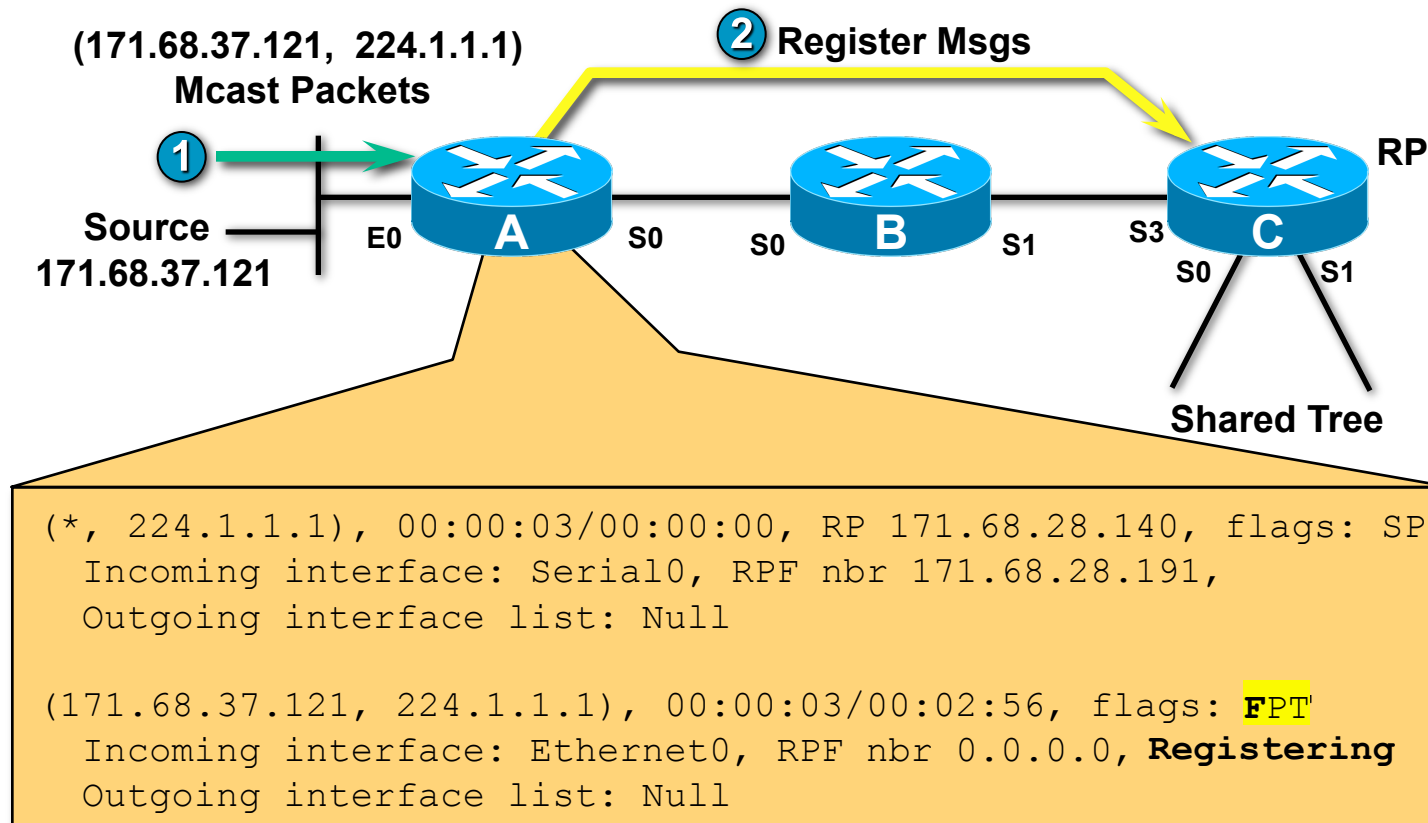 (171.68.37.121, 224.1.1.1)
Mcast Packets
2 Register Msgs
1
RP
Source
171.68.37.121
E0
A
S0
S0
B
S1
S3
C
S0
S1
Shared Tree
(*, 224.1.1.1), 00:00:03/00:00:00, RP 171.68.28.140, flags: SP
Incoming interface: Serial0, RPF nbr 171.68.28.191,
Outgoing interface list: Null
(171.68.37.121, 224.1.1.1), 00:00:03/00:02:56, flags: FPT
Incoming interface: Ethernet0, RPF nbr 0.0.0.0, Registering
Outgoing interface list: Null